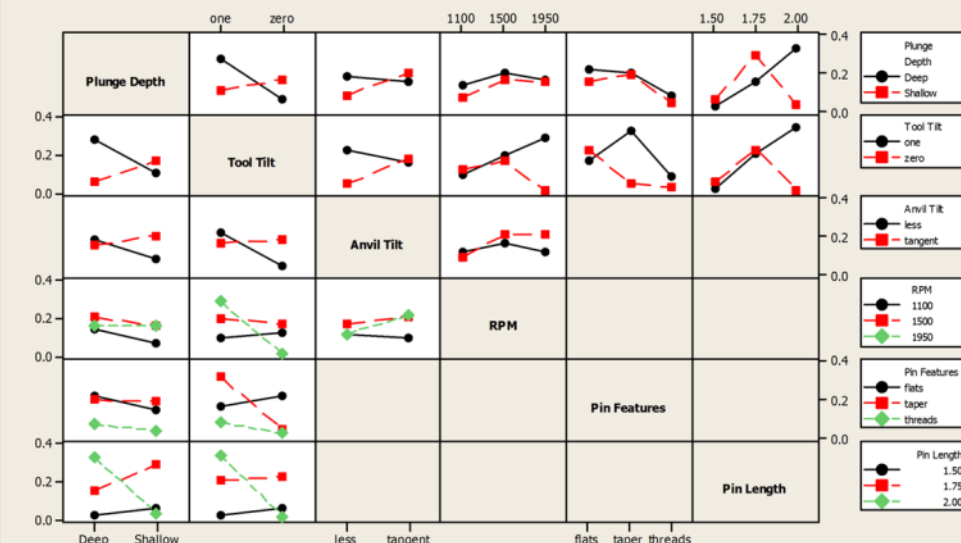 one zero 1100 1500 1950 1.50 1.75 2.00
Plunge Depth
0.4
0.2
0.0
Plunge
Depth
Deep
Shallow
0.4
0.2
0.0
Tool Tilt
Tool Tilt
one
zero
Anvil Tilt
0.4
0.2
0.0
Anvil Tilt
less
tangent
0.4
0.2
0.0
RPM
RPM
1100
1500
1950
Pin Features
0.4
0.2
0.0
Pin Features
flats
taper
threads
0.4
0.2
0.0
Pin Length
Pin Length
1.50
1.75
2.00
Deep Shallow less tangent flats taper threads